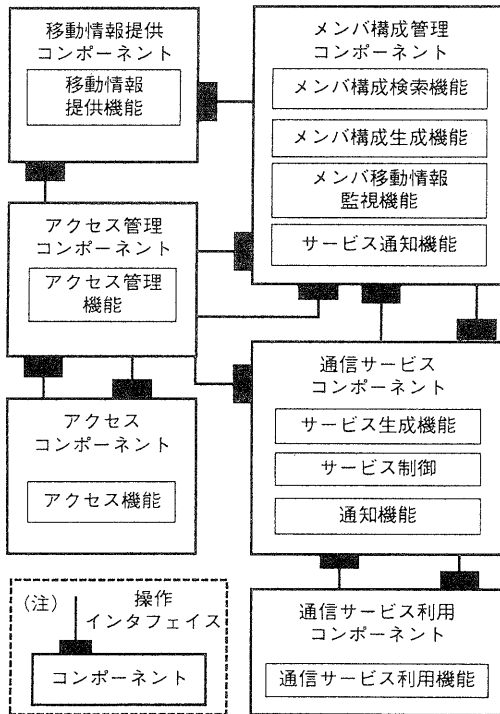 移動情報提供
コンポーネント
移動情報
提供機能
メンバ構成管理
コンポーネント
メンバ構成検索機能
メンバ構成生成機能
メンバ移動情報
監視機能
サービス通知機能
アクセス管理
コンポーネント
アクセス管理
機能
アクセス
コンポーネント
アクセス機能
通信サービス
コンポーネント
サービス生成機能
サービス制御
通知機能
(注)
操作
インタフェイス
コンポーネント
通信サービス利用
コンポーネント
通信サービス利用機能